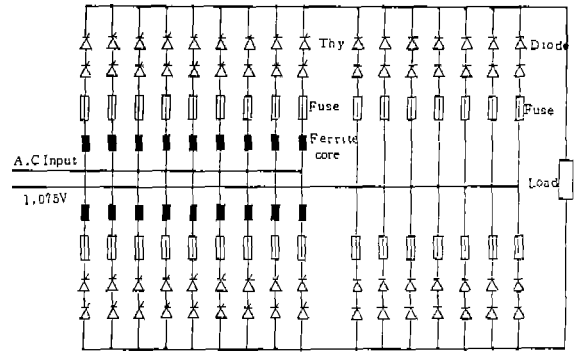 Thy
Diode
Fuse
Fuse
Ferrite
core
A.C Input
1,075V
Load